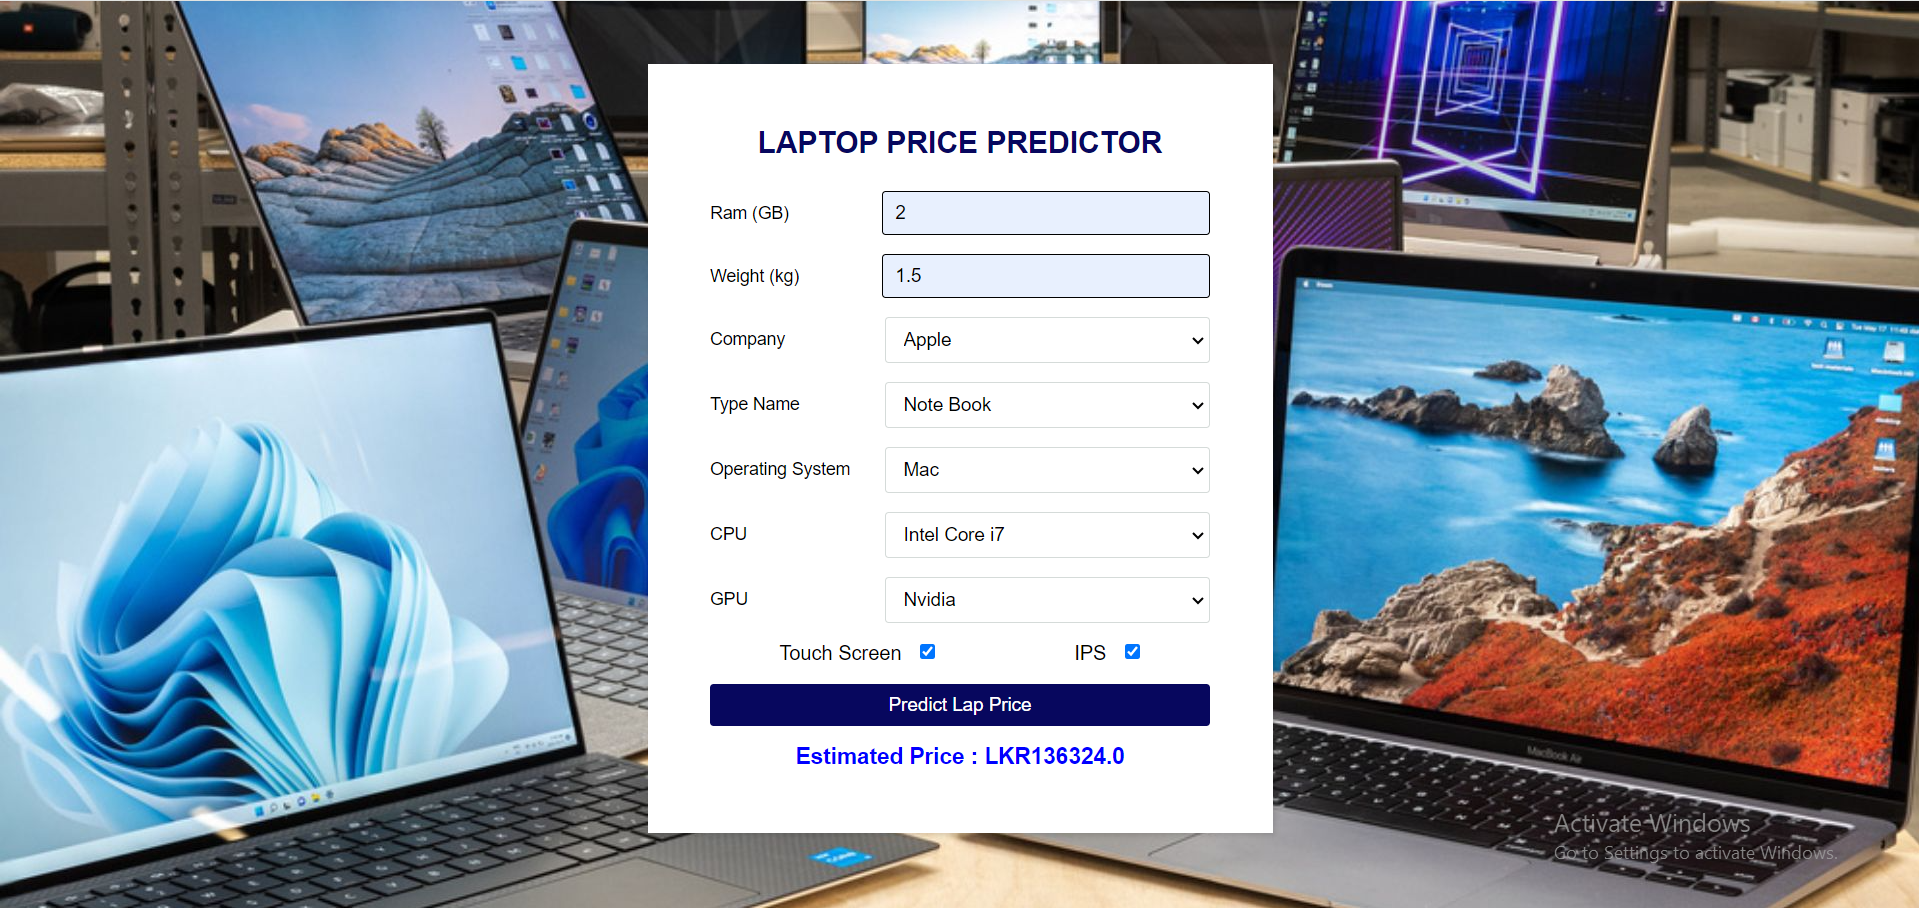 LAPTOP PRICE PREDICTOR
Ram (GB) 2
Weight (kg) 1.5
Company Apple
Type Name Note Book
Operating System Mac
CPU Intel Core i7
GPU Nvidia
Touch Screen IPS
Predict Lap Price
Estimated Price : LKR136324.0
MacBook Air
Activate Windows
Go to Settings to activate Windows.